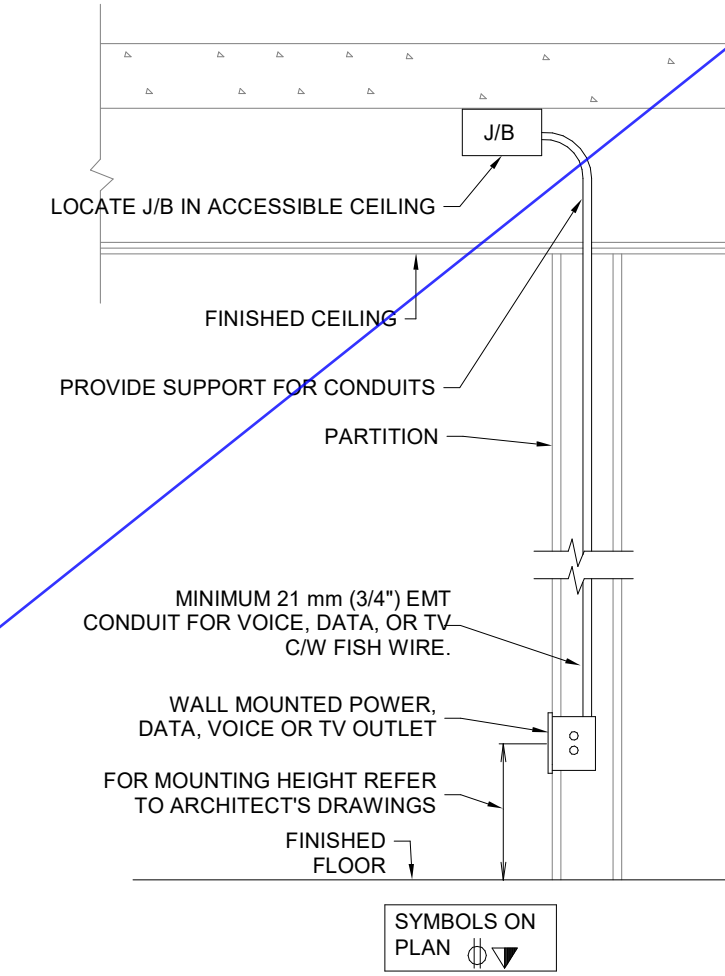 J/B
LOCATE J/B IN ACCESSIBLE CEILING
FINISHED CEILING
PROVIDE SUPPORT FOR CONDUITS
PARTITION
MINIMUM 21 mm (3/4") EMT
CONDUIT FOR VOICE, DATA, OR TV
C/W FISH WIRE.
WALL MOUNTED POWER,
DATA, VOICE OR TV OUTLET
FOR MOUNTING HEIGHT REFER
TO ARCHITECT'S DRAWINGS
FINISHED
FLOOR
SYMBOLS ON
PLAN